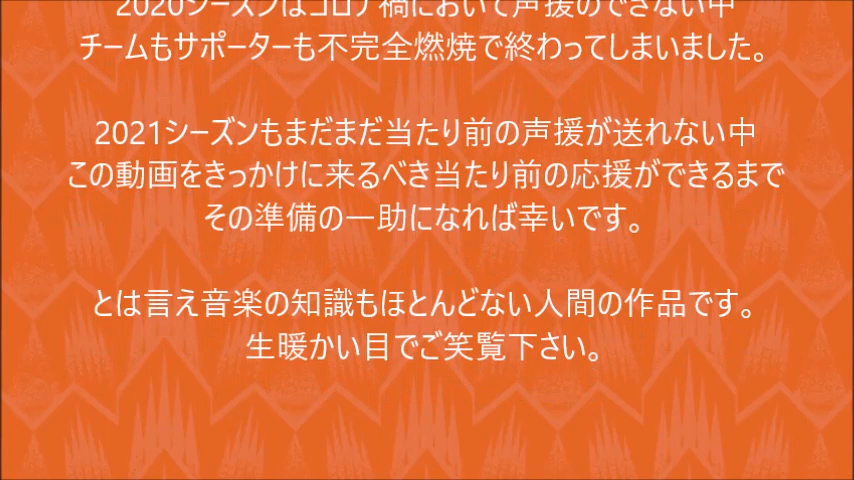 2020シーズンはコロナ禍において声援のできない中
チームもサポーターも不完全燃焼で終わってしまいました。
2021シーズンもまだまだ当たり前の声援が送れない中
この動画をきっかけに来るべき当たり前の応援ができるまで
その準備の一助になれば幸いです。
とは言え音楽の知識もほとんどない人間の作品です。
生暖かい目でご笑覧下さい。